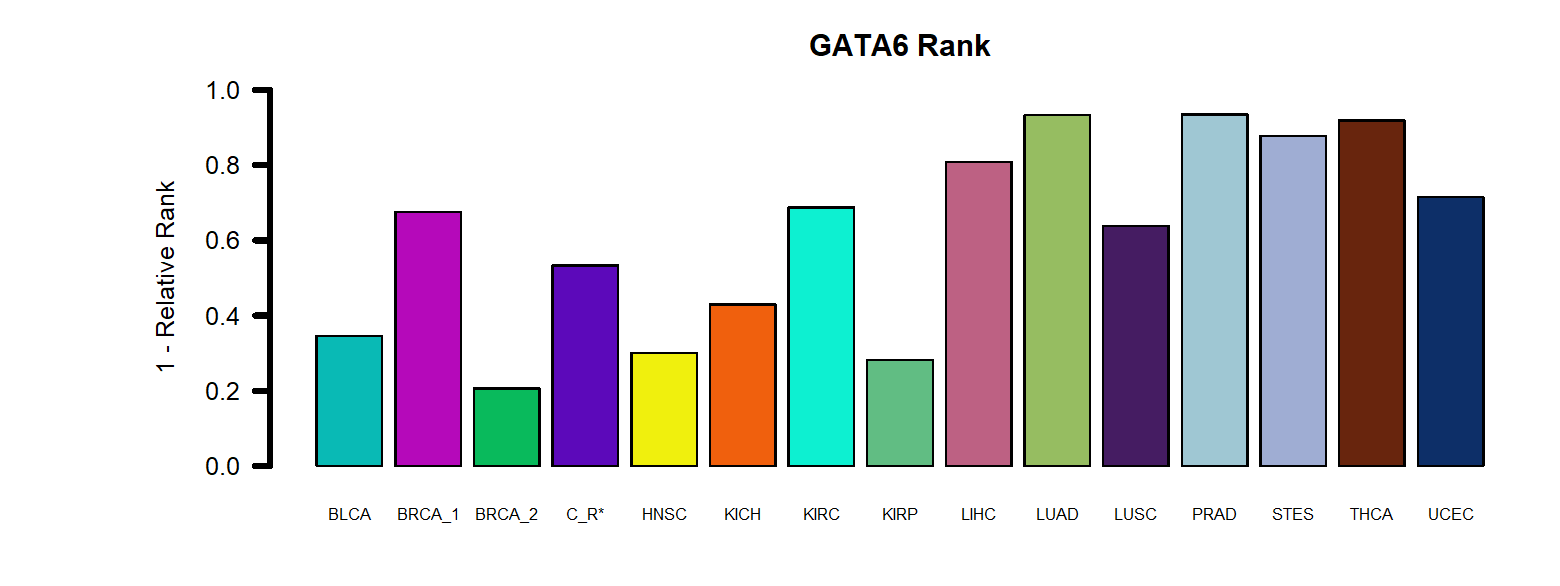 GATA6 Rank
1 - Relative Rank
1.0
0.8
0.6
0.4
0.2
0.0
BLCA BRCA_1 BRCA_2 C_R* HNSC KICH KIRC KIRP LIHC LUAD LUSC PRAD STES THCA UCEC